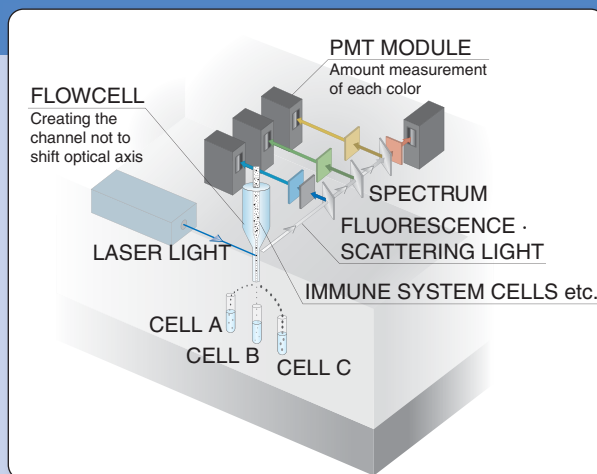 PMT MODULE
Amount measurement
of each color
FLOWCELL
Creating the
channel not to
shift optical axis
SPECTRUM
FLUORESCENCE ·
SCATTERING LIGHT
LASER LIGHT
IMMUNE SYSTEM CELLS etc.
CELL A
CELL B
CELL C